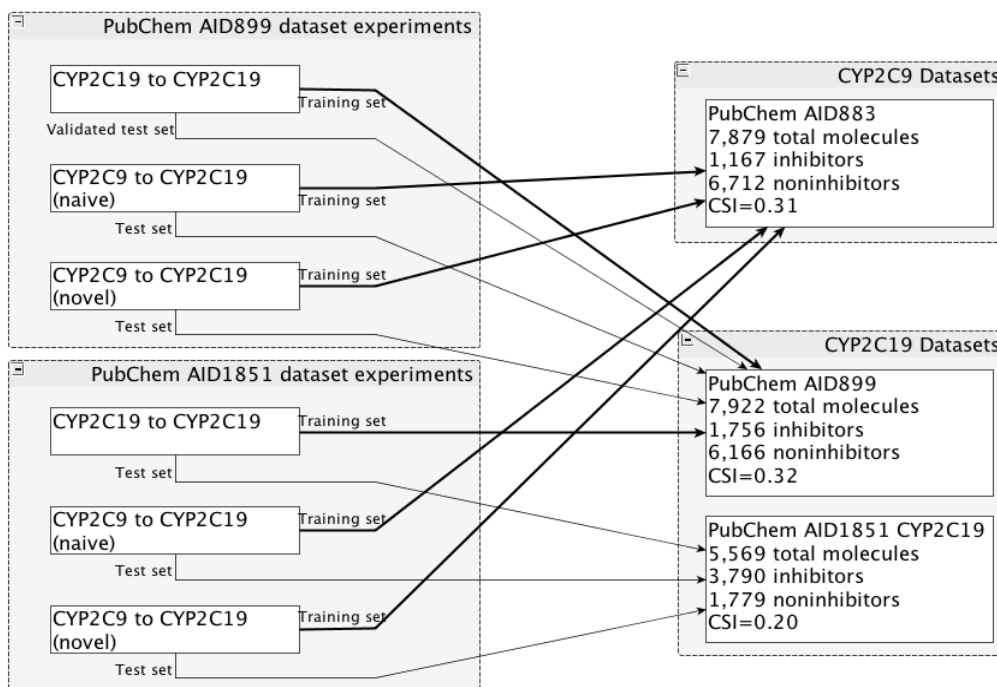 PubChem AID899 dataset experiments
CYP2C19 to CYP2C19
Training set
Validated test set
CYP2C9 to CYP2C19
(naive)
Training set
Test set
CYP2C9 to CYP2C19
(novel)
Training set
Test set
PubChem AID1851 dataset experiments
CYP2C19 to CYP2C19
Training set
Test set
CYP2C9 to CYP2C19
(naive)
Training set
Test set
CYP2C9 to CYP2C19
(novel)
Training set
Test set
CYP2C9 Datasets
PubChem AID883
7,879 total molecules
1,167 inhibitors
6,712 noninhibitors
CSI=0.31
CYP2C19 Datasets
PubChem AID899
7,922 total molecules
1,756 inhibitors
6,166 noninhibitors
CSI=0.32
PubChem AID1851 CYP2C19
5,569 total molecules
3,790 inhibitors
1,779 noninhibitors
CSI=0.20